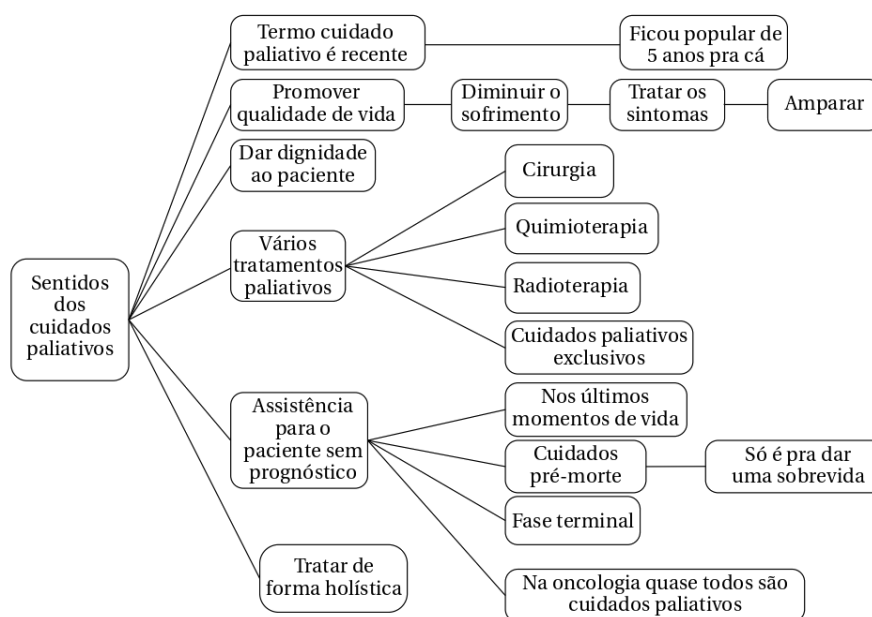 Termo cuidado
paliativo é recente
Ficou popular de
5 anos pra cá
Promover
qualidade de vida
Diminuir o
sofrimento
Tratar os
sintomas
Amparar
Dar dignidade
ao paciente
Sentidos
dos
cuidados
paliativos
Vários
tratamentos
paliativos
Cirurgia
Quimioterapia
Radioterapia
Cuidados paliativos
exclusivos
Assistência
para o
paciente sem
prognóstico
Nos últimos
momentos de vida
Cuidados
pré-morte
Só é pra dar
uma sobrevida
Fase terminal
Na oncologia quase todos são
cuidados paliativos
Tratar de
forma holística